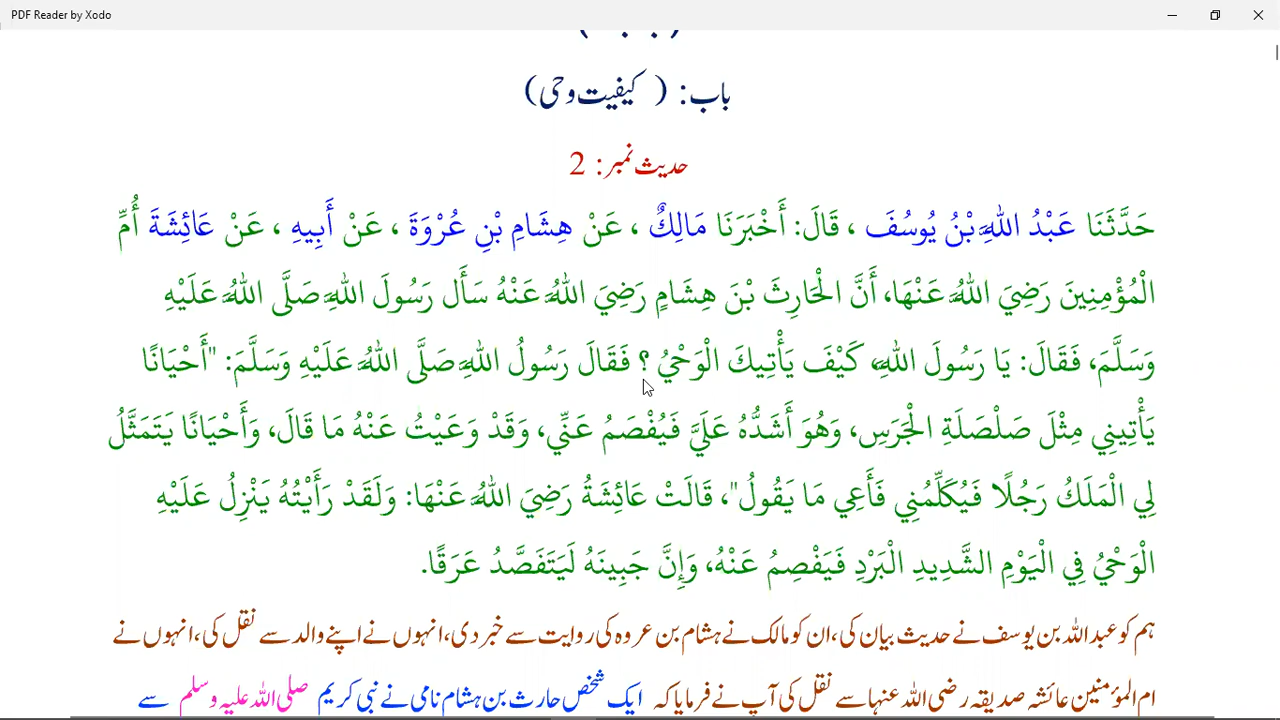 PDF Reader by Xodo
باب: ( کیفیت وحی)
حدیث نمبر: 2
حَدَّثَنَا عَبْدُ اللَّهِ بْنُ يُوسُفَ ، قَالَ: أَخْبَرَنَا مَالِكٌ ، عَنْ هِشَامِ بْنِ عُرْوَةَ ، عَنْ أَبِيهِ ، عَنْ عَائِشَةَ أُمِّ
الْمُؤْمِنِينَ رَضِيَ اللَّهُ عَنْهَا، أَنَّ الْحَارِثَ بْنَ هِشَامٍ رَضِيَ اللَّهُ عَنْهُ سَأَل رَسُولَ اللَّهِ صَلَّى اللَّهُ عَلَيْهِ
وَسَلَّمَ، فَقَالَ: يَا رَسُولَ اللَّهِ، كَيْفَ يَأْتِيكَ الْوَحْيُ ؟ فَقَالَ رَسُولُ اللَّهِ صَلَّى اللَّهُ عَلَيْهِ وَسَلَّمَ: "أَحْيَانًا
يَأْتِينِي مِثْلَ صَلْصَلَةِ الْجَرَسِ، وَهُوَ أَشَدُّهُ عَلَيَّ فَيُفْصَمُ عَنِّي، وَقَدْ وَعَيْتُ عَنْهُ مَا قَالَ، وَأَحْيَانًا يَتَمَثَّلُ
لِي الْمَلَكُ رَجُلًا فَيُكَلِّمُنِي فَأَعِي مَا يَقُولُ"، قَالَتْ عَائِشَةُ رَضِيَ اللَّهُ عَنْهَا: وَلَقَدْ رَأَيْتُهُ يَنْزِلُ عَلَيْهِ
الْوَحْيُ فِي الْيَوْمِ الشَّدِيدِ الْبَرْدِ فَيَفْصِمُ عَنْهُ، وَإِنَّ جَبِينَهُ لَيَتَفَصَّدُ عَرَقًا.
ہم کو عبداللہ بن یوسف نے حدیث بیان کی، ان کو مالک نے ہشام بن عروہ کی روایت سے خبر دی، انہوں نے اپنے والد سے نقل کی، انہوں نے
ام المؤمنین عائشہ صدیقہ رضی اللہ عنہا سے نقل کی آپ نے فرمایا کہ ایک شخص حارث بن ہشام نامی نے نبی کریم صلی اللہ علیہ وسلم سے